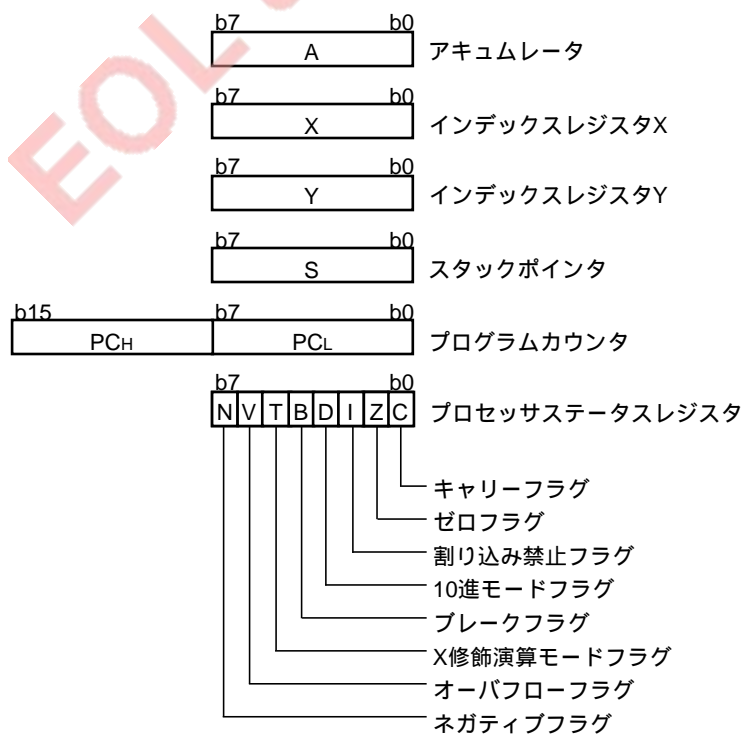 b7 b0
A アキュムレータ
b7 b0
X インデックスレジスタX
b7 b0
Y インデックスレジスタY
b7 b0
S スタックポインタ
b15 b7 b0
PCH PCL プログラムカウンタ
b7 b0
N V T B D I Z C プロセッサステータスレジスタ
キャリーフラグ
ゼロフラグ
割り込み禁止フラグ
10進モードフラグ
ブレークフラグ
X修飾演算モードフラグ
オーバフローフラグ
ネガティブフラグ
EOL